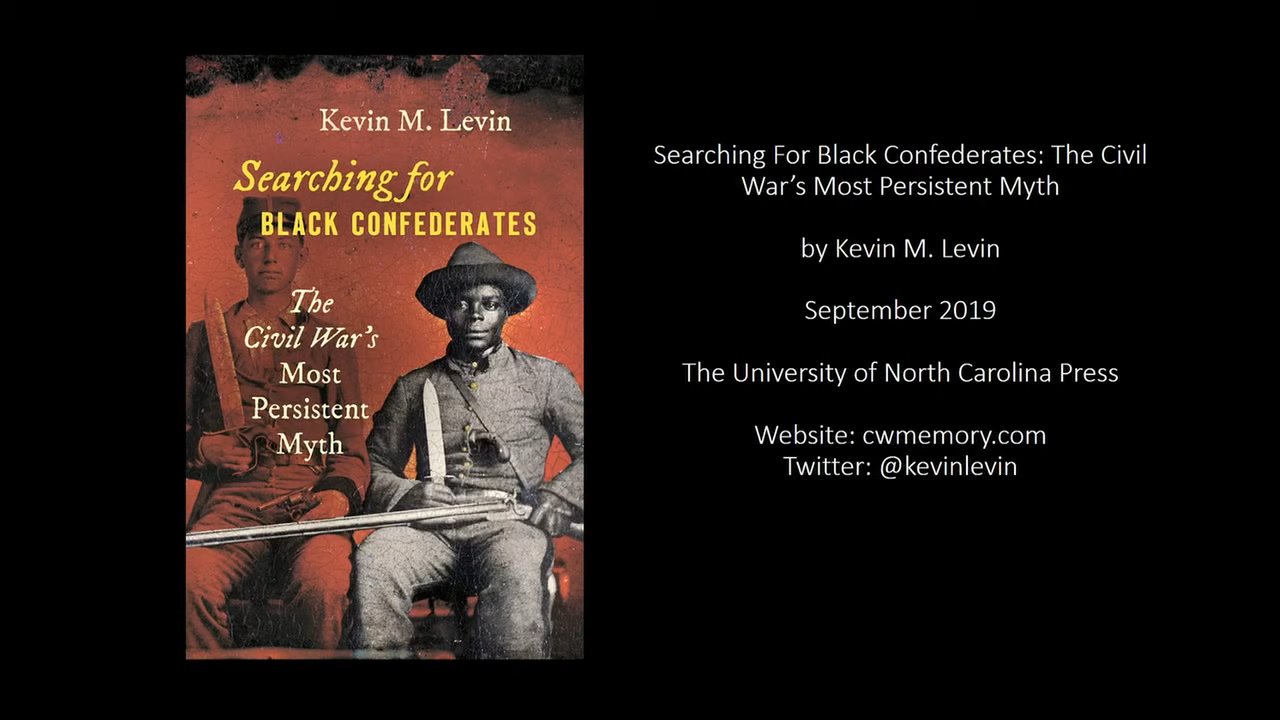 Kevin M. Levin
Searching for
BLACK CONFEDERATES
The
Civil War's
Most
Persistent
Myth
Searching For Black Confederates: The Civil
War's Most Persistent Myth
by Kevin M. Levin
September 2019
The University of North Carolina Press
Website: cwmemory.com
Twitter: @kevinlevin